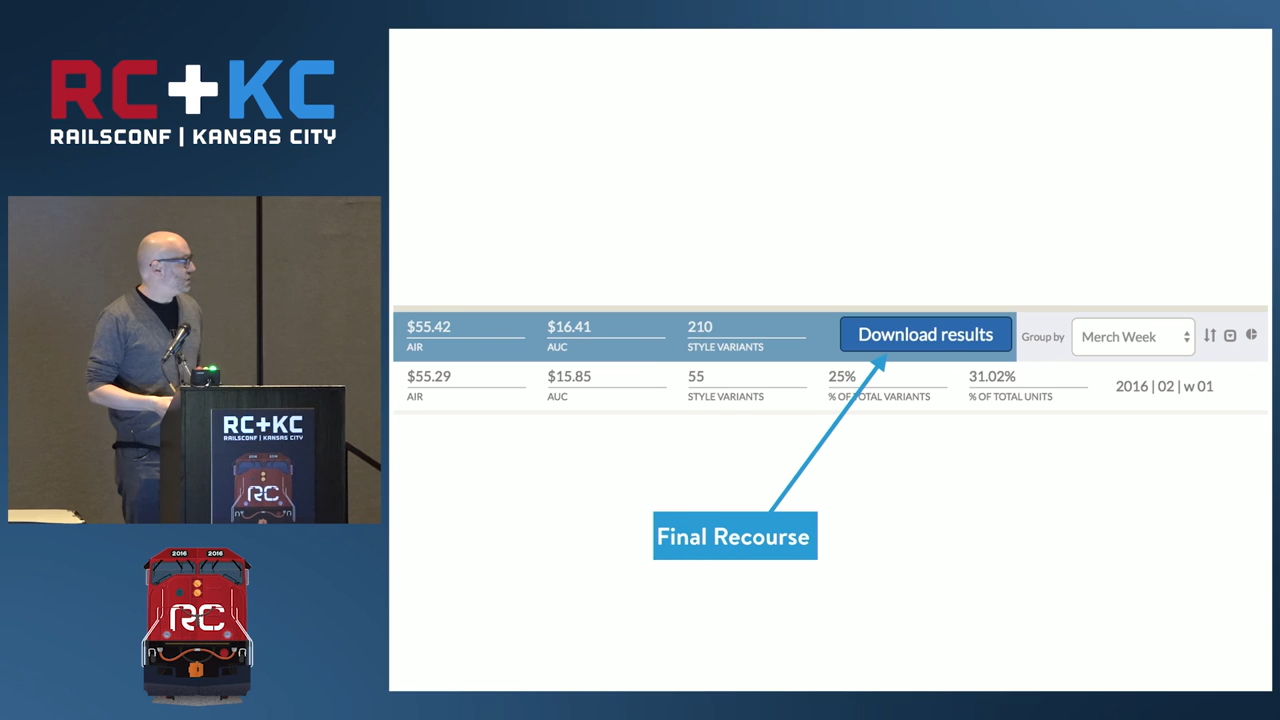 RC+KC
RAILSCONF | KANSAS CITY
$55.42
AIR
$16.41
AUC
210
STYLE VARIANTS
Download results
Group by
Merch Week
$55.29
AIR
$15.85
AUC
55
STYLE VARIANTS
25%
% OF TOTAL VARIANTS
31.02%
% OF TOTAL UNITS
2016 | 02 | w 01
Final Recourse
RC+KC
RAILSCONF | KANSAS CITY
2016 2016
RC
2016 2016
RC